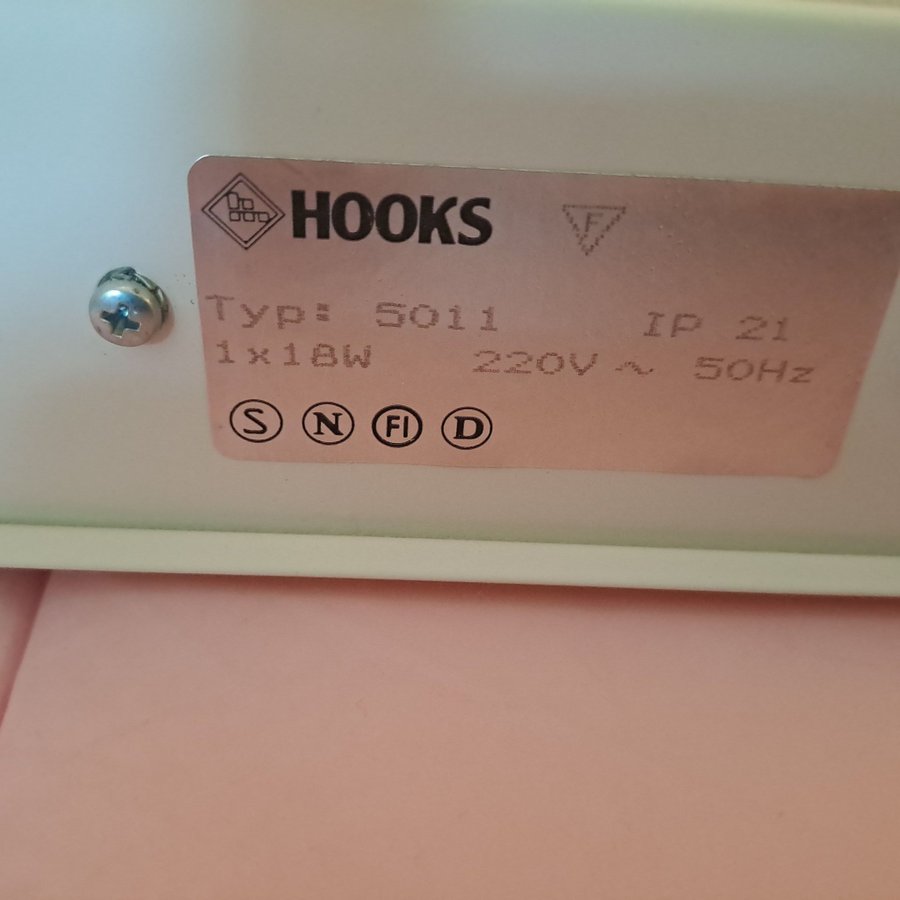 HOOKS F
Typ: 5011 IP 21
1x18W 220V ~ 50Hz
S N FI D